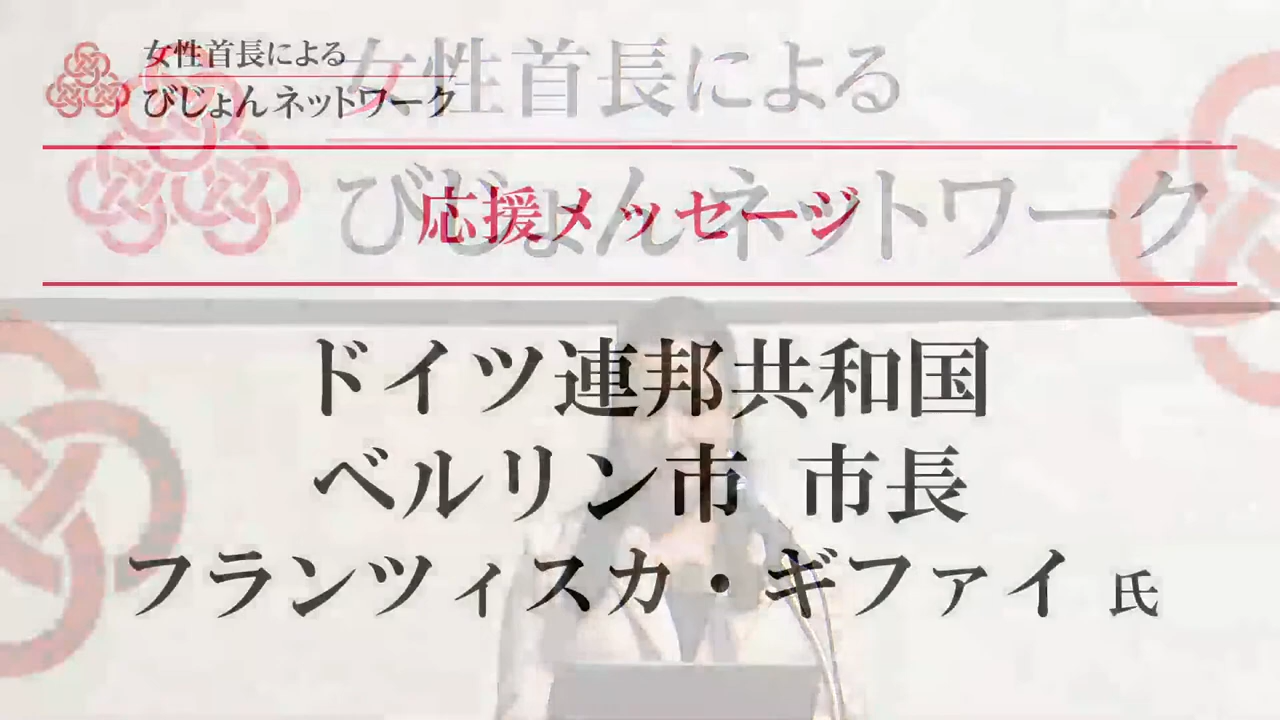 女性首長による
びじょんネットワーク
女性首長による
びじょんネットワーク
応援メッセージ
ドイツ連邦共和国
ベルリン市 市長
フランツィスカ・ギファイ 氏